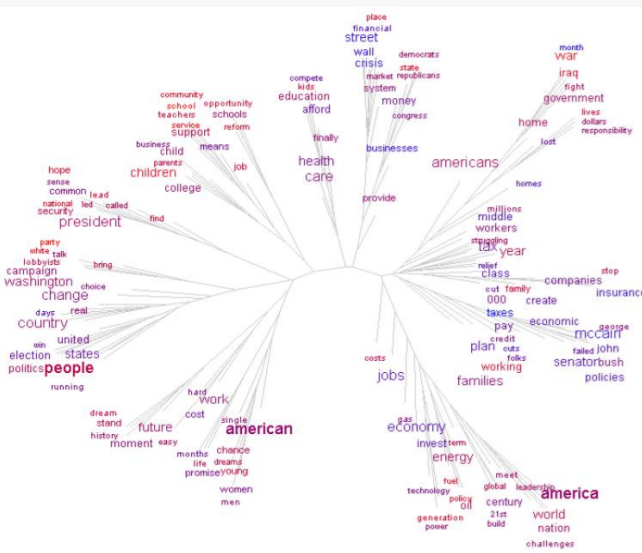 place
financial
street
wall
crisis
democrats
state
republicans
market
system
money
congress
businesses
provide
compete
kids
education
afford
finally
health
care
month
war
iraq
fight
government
home
lives
dollars
responsibility
lost
americans
homes
community
school
teachers
service
support
opportunity
schools
reform
business
child
means
parents
children
job
college
hope
sense
common
lead
national
led
called
security
president
find
party
white
talk
lobbyists
bring
campaign
washington
choice
change
real
days
country
win
united
election
states
politics
people
running
millions
middle
workers
struggling
tax
year
relief
class
cut
family
companies
stop
000
create
insurance
taxes
pay
economic
george
mccain
credit
plan
cuts
failed
john
folks
senator
bush
working
families
policies
costs
jobs
hard
work
cost
dream
stand
future
single
american
history
moment
easy
months
chance
life
dreams
promise
young
women
men
gas
economy
invest
term
energy
fuel
technology
policy
oil
generation
power
meet
global
leadership
america
century
21st
world
build
nation
challenges